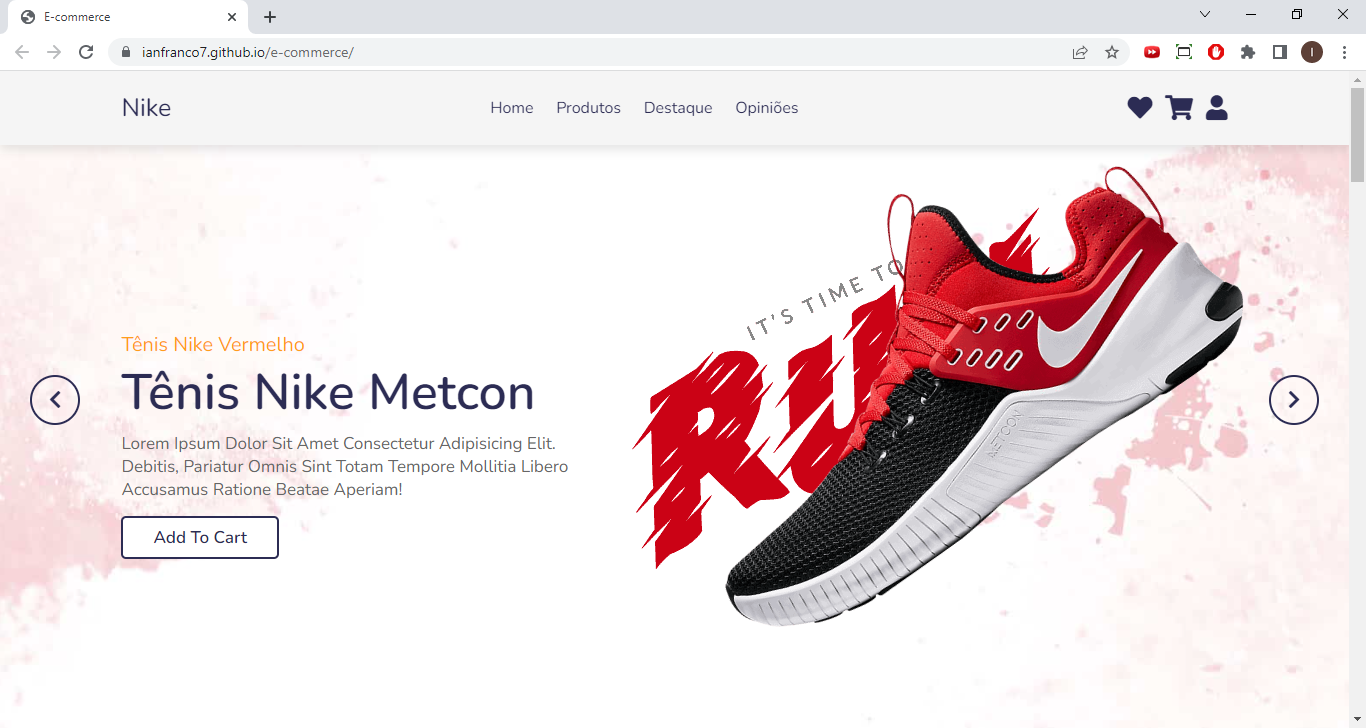 E-commerce
ianfranco7.github.io/e-commerce/
I
Nike
Home Produtos Destaque Opiniões
IT'S TIME TO
RU
METCON
Tênis Nike Vermelho
Tênis Nike Metcon
Lorem Ipsum Dolor Sit Amet Consectetur Adipisicing Elit.
Debitis, Pariatur Omnis Sint Totam Tempore Mollitia Libero
Accusamus Ratione Beatae Aperiam!
Add To Cart